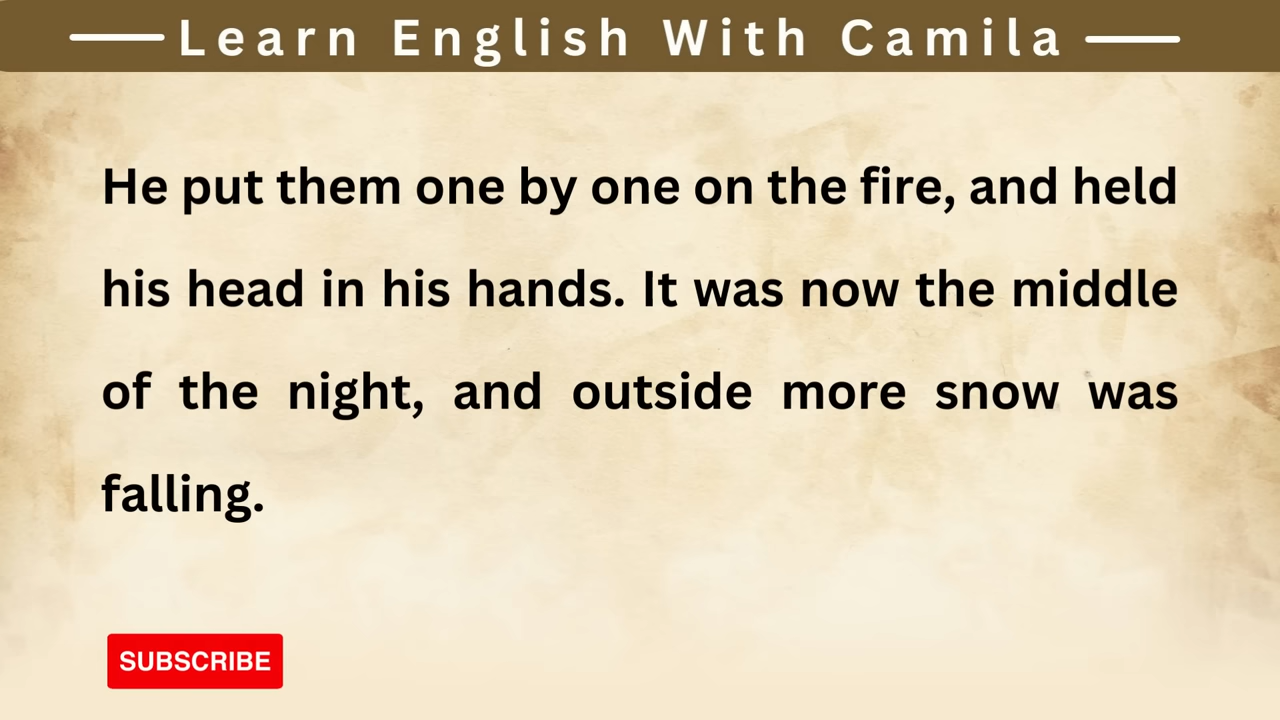 Learn English With Camila
He put them one by one on the fire, and held
his head in his hands. It was now the middle
of the night, and outside more snow was
falling.
SUBSCRIBE